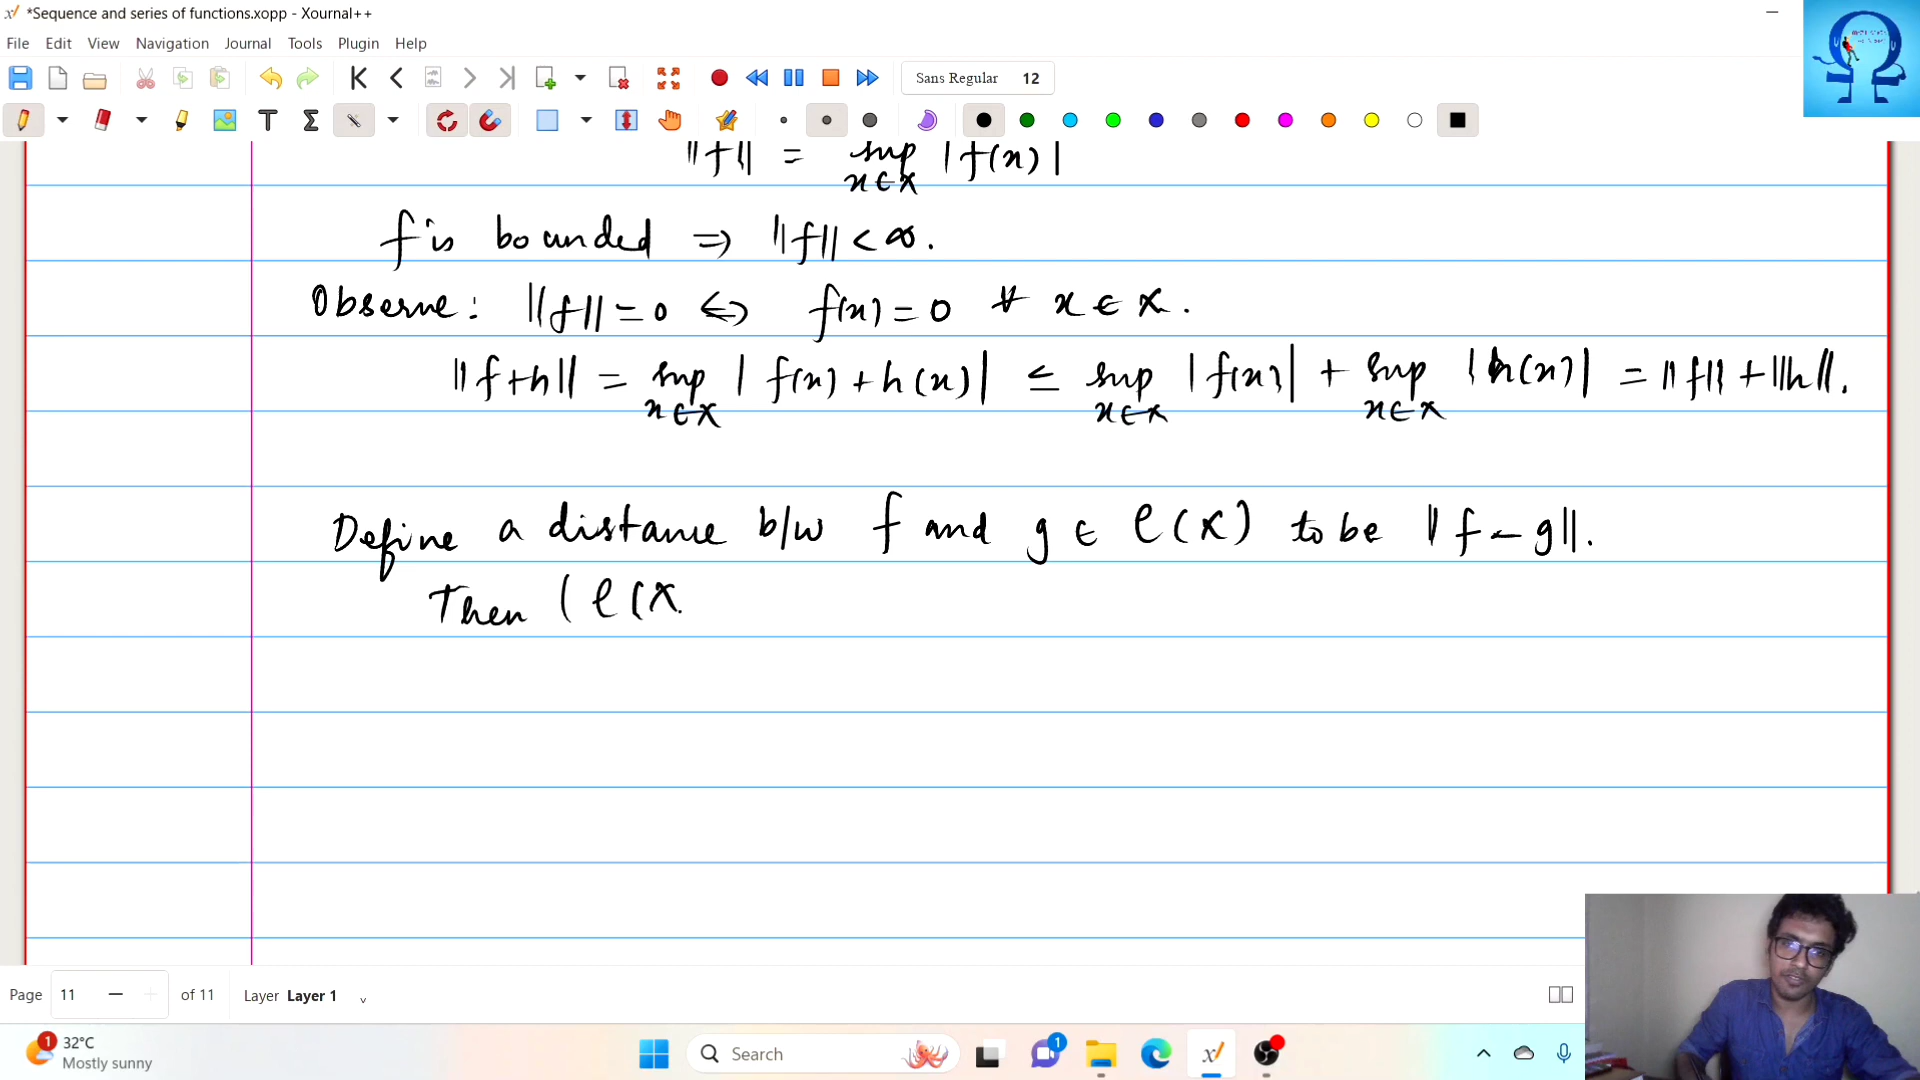 *Sequence and series of functions.xopp - Xournal++
File Edit View Navigation Journal Tools Plugin Help
Sans Regular 12
||f|| = sup |f(x)|
x∈X
f is bounded ⇒ ||f|| < ∞.
Observe: ||f|| = 0 ⇔ f(x) = 0 ∀ x ∈ X.
||f+h|| = sup | f(x) + h(x)| ≤ sup |f(x)| + sup |h(x)| = ||f|| + ||h||.
x∈X x∈X x∈X
Define a distance b/w f and g ∈ C(X) to be || f - g ||.
Then ( C(X
Page 11 of 11 Layer Layer 1
1 32°C
Mostly sunny
Search
1